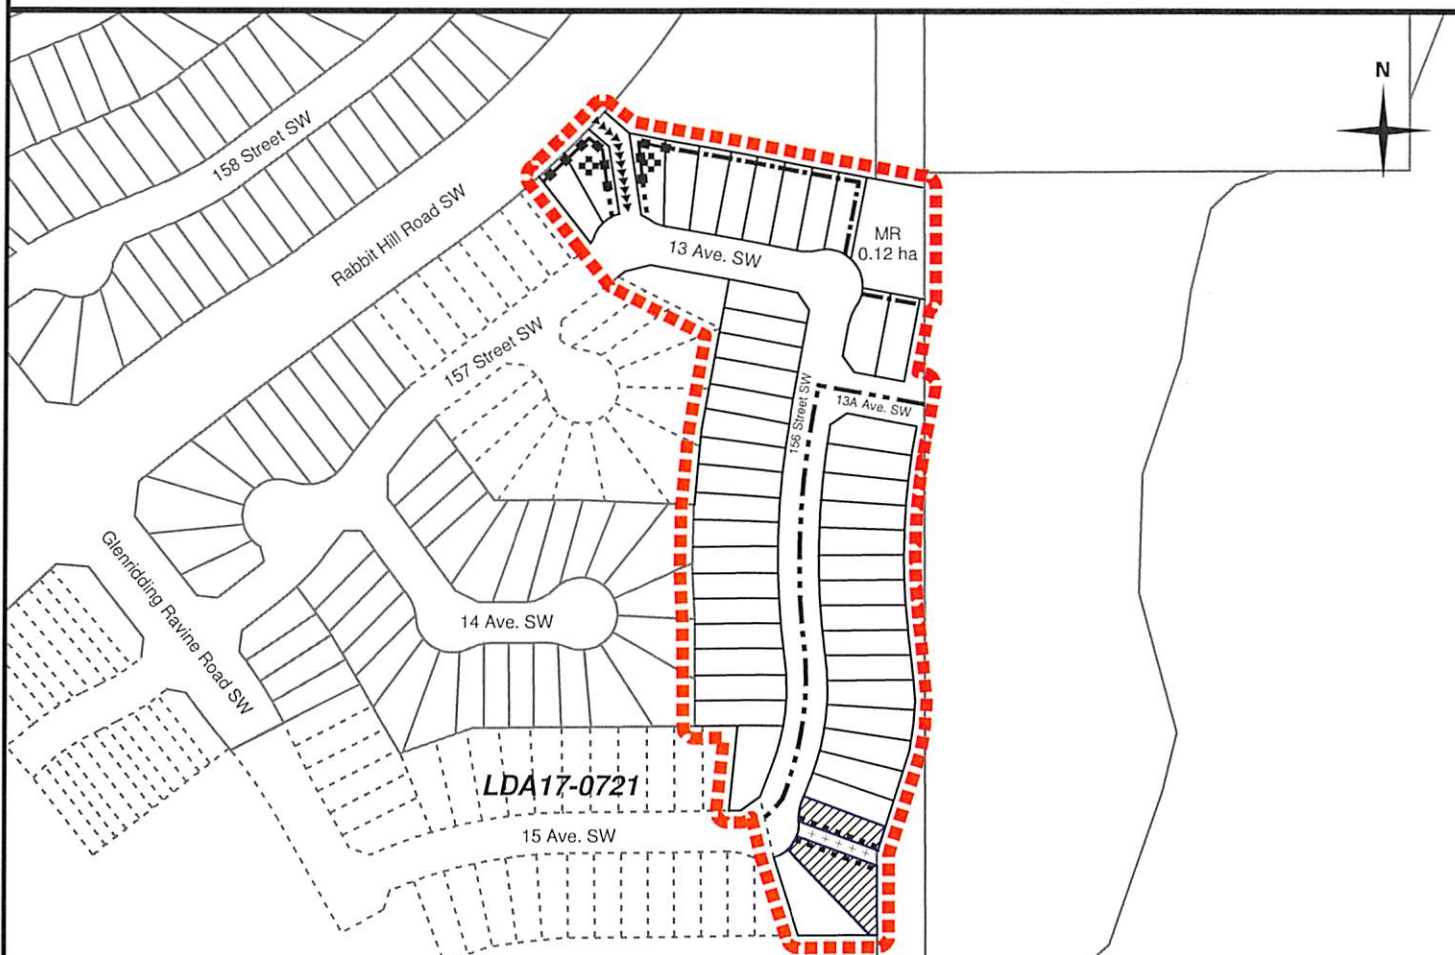 N
158 Street SW
Rabbit Hill Road SW
MR
0.12 ha
13 Ave. SW
157 Street SW
156 Street SW
13A Ave. SW
Glenridding Ravine Road SW
14 Ave. SW
LDA17-0721
15 Ave. SW